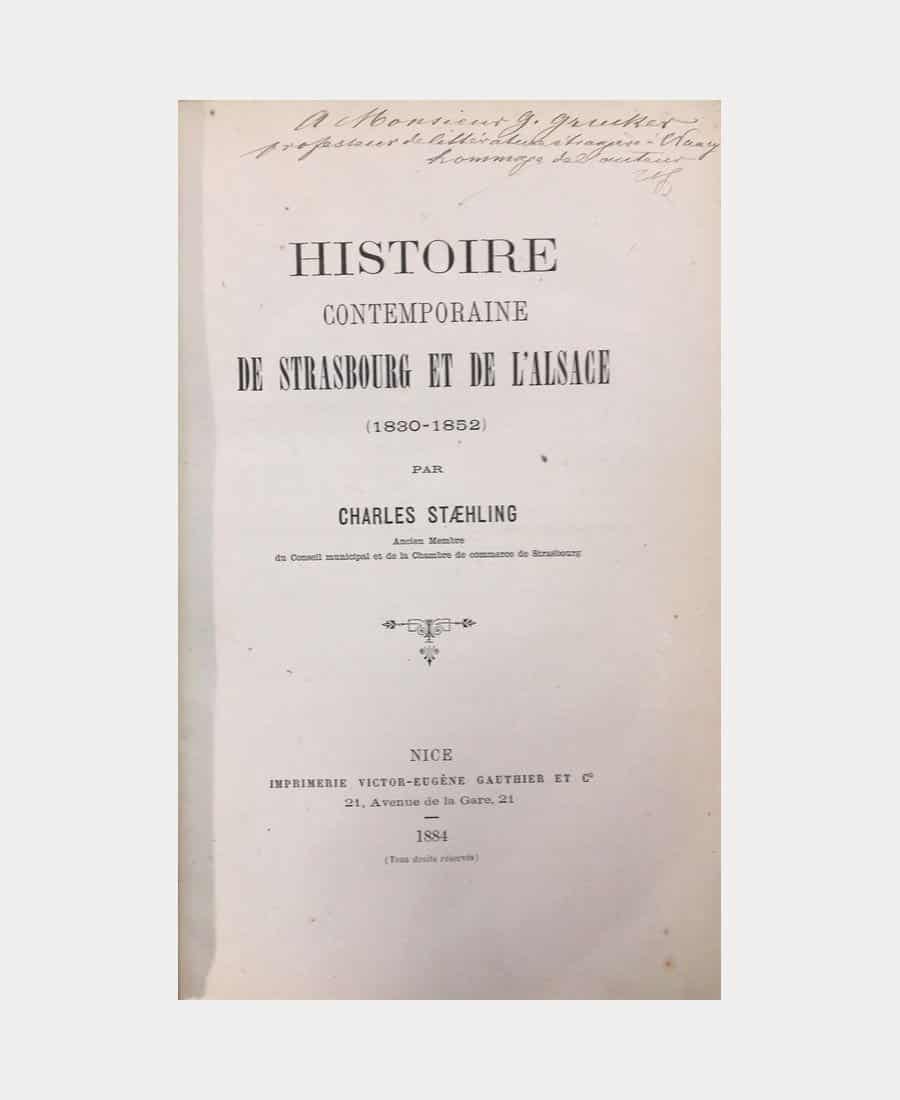 A Monsieur G. Grucker
professeur de littérature étrangère à Nancy
hommage de l'auteur
HISTOIRE
CONTEMPORAINE
DE STRASBOURG ET DE L'ALSACE
(1830-1852)
PAR
CHARLES STÆHLING
Ancien Membre
du Conseil municipal et de la Chambre de commerce de Strasbourg
NICE
IMPRIMERIE VICTOR-EUGÈNE GAUTHIER ET Cº
21, Avenue de la Gare, 21
1884
(Tous droits réservés)